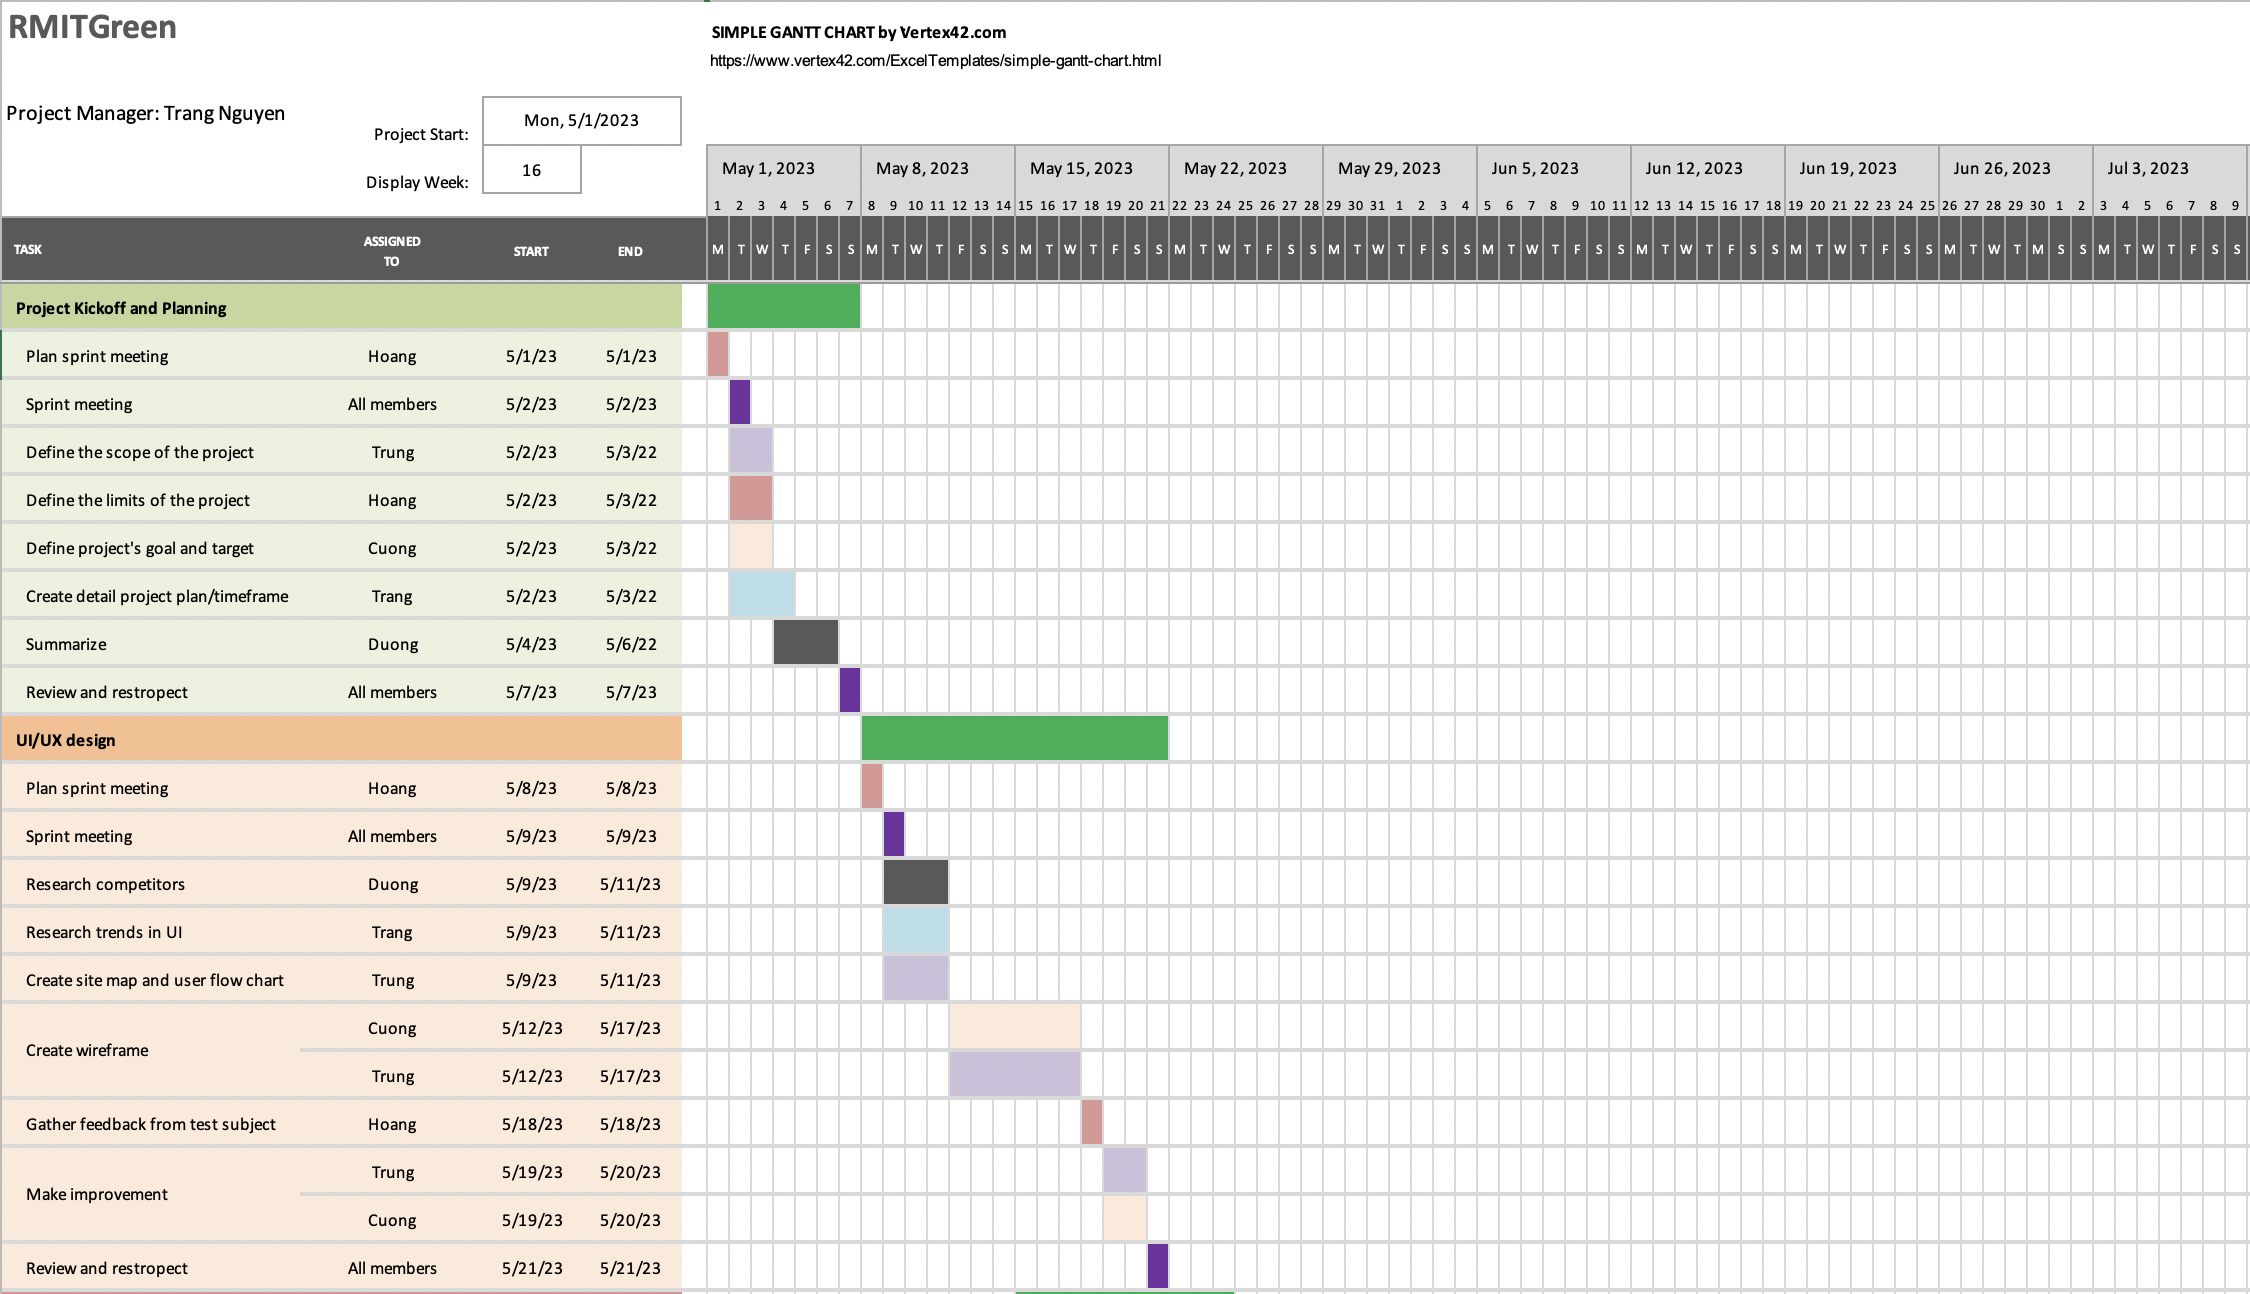 RMITGreen
SIMPLE GANTT CHART by Vertex42.com
https://www.vertex42.com/ExcelTemplates/simple-gantt-chart.html
Project Manager: Trang Nguyen
Project Start: Mon, 5/1/2023
Display Week: 16
May 1, 2023 May 8, 2023 May 15, 2023 May 22, 2023 May 29, 2023 Jun 5, 2023 Jun 12, 2023 Jun 19, 2023 Jun 26, 2023 Jul 3, 2023
1 2 3 4 5 6 7 8 9 10 11 12 13 14 15 16 17 18 19 20 21 22 23 24 25 26 27 28 29 30 31 1 2 3 4 5 6 7 8 9 10 11 12 13 14 15 16 17 18 19 20 21 22 23 24 25 26 27 28 29 30 1 2 3 4 5 6 7 8 9
TASK ASSIGNED TO START END M T W T F S S M T W T F S S M T W T F S S M T W T F S S M T W T F S S M T W T F S S M T W T F S S M T W T F S S M T W T M S S M T W T F S S
Project Kickoff and Planning
Plan sprint meeting Hoang 5/1/23 5/1/23
Sprint meeting All members 5/2/23 5/2/23
Define the scope of the project Trung 5/2/23 5/3/22
Define the limits of the project Hoang 5/2/23 5/3/22
Define project's goal and target Cuong 5/2/23 5/3/22
Create detail project plan/timeframe Trang 5/2/23 5/3/22
Summarize Duong 5/4/23 5/6/22
Review and restropect All members 5/7/23 5/7/23
UI/UX design
Plan sprint meeting Hoang 5/8/23 5/8/23
Sprint meeting All members 5/9/23 5/9/23
Research competitors Duong 5/9/23 5/11/23
Research trends in UI Trang 5/9/23 5/11/23
Create site map and user flow chart Trung 5/9/23 5/11/23
Create wireframe Cuong 5/12/23 5/17/23
Trung 5/12/23 5/17/23
Gather feedback from test subject Hoang 5/18/23 5/18/23
Make improvement Trung 5/19/23 5/20/23
Cuong 5/19/23 5/20/23
Review and restropect All members 5/21/23 5/21/23